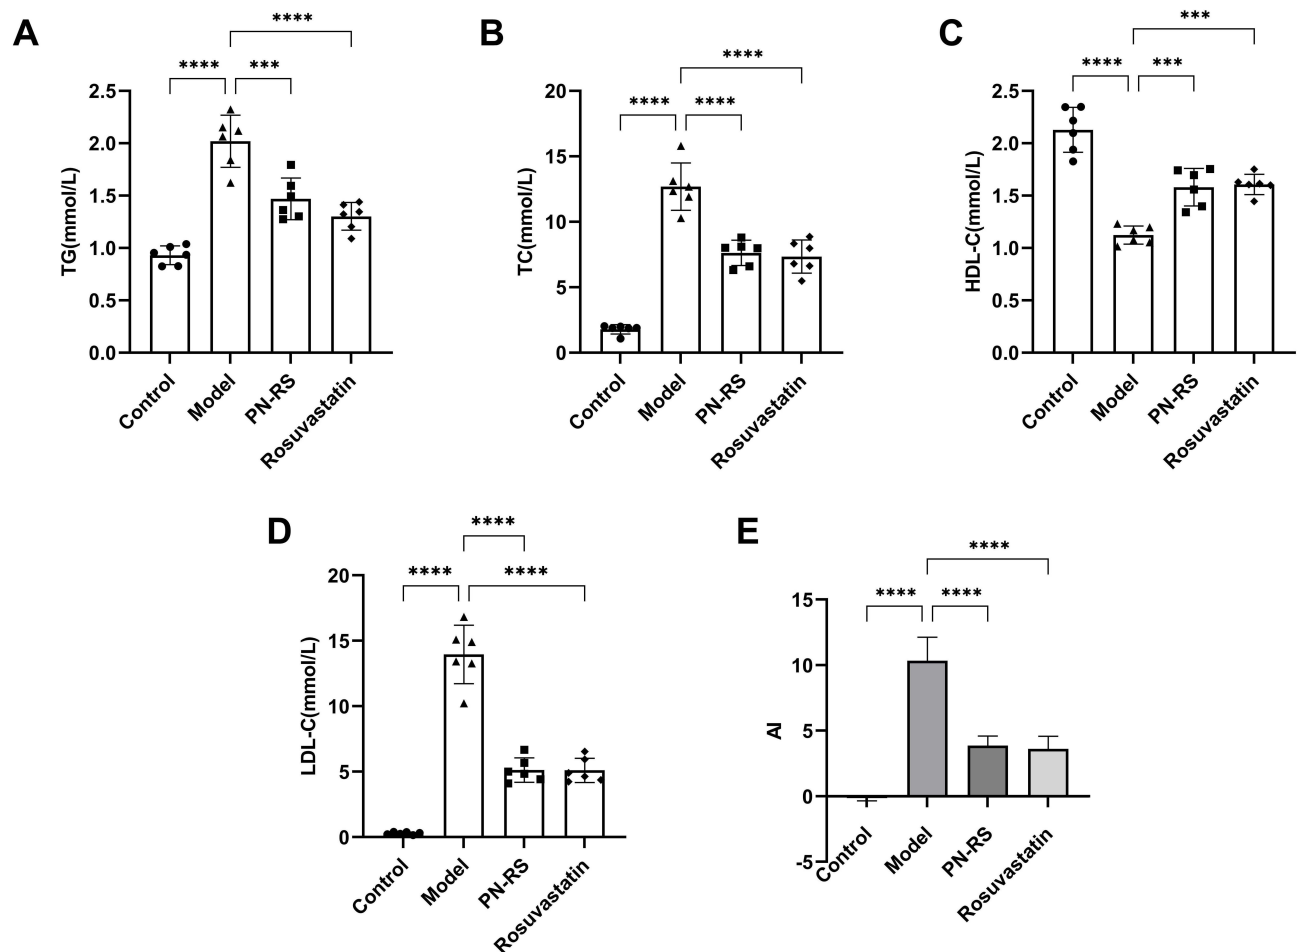 A
****
**** ***
TG(mmol/L)
2.5
2.0
1.5
1.0
0.5
0.0
Control
Model
PN-RS
Rosuvastatin
B
****
**** ****
TC(mmol/L)
20
15
10
5
0
Control
Model
PN-RS
Rosuvastatin
C
***
**** ***
HDL-C(mmol/L)
2.5
2.0
1.5
1.0
0.5
0.0
Control
Model
PN-RS
Rosuvastatin
D
****
**** ****
LDL-C(mmol/L)
20
15
10
5
0
Control
Model
PN-RS
Rosuvastatin
E
****
**** ****
AI
15
10
5
0
-5
Control
Model
PN-RS
Rosuvastatin